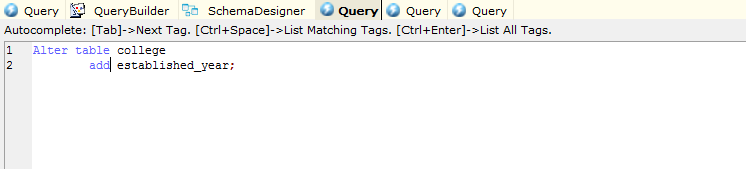 Query QueryBuilder SchemaDesigner Query Query Query
Autocomplete: [Tab]->Next Tag. [Ctrl+Space]->List Matching Tags. [Ctrl+Enter]->List All Tags.
1 Alter table college
2 add established_year;